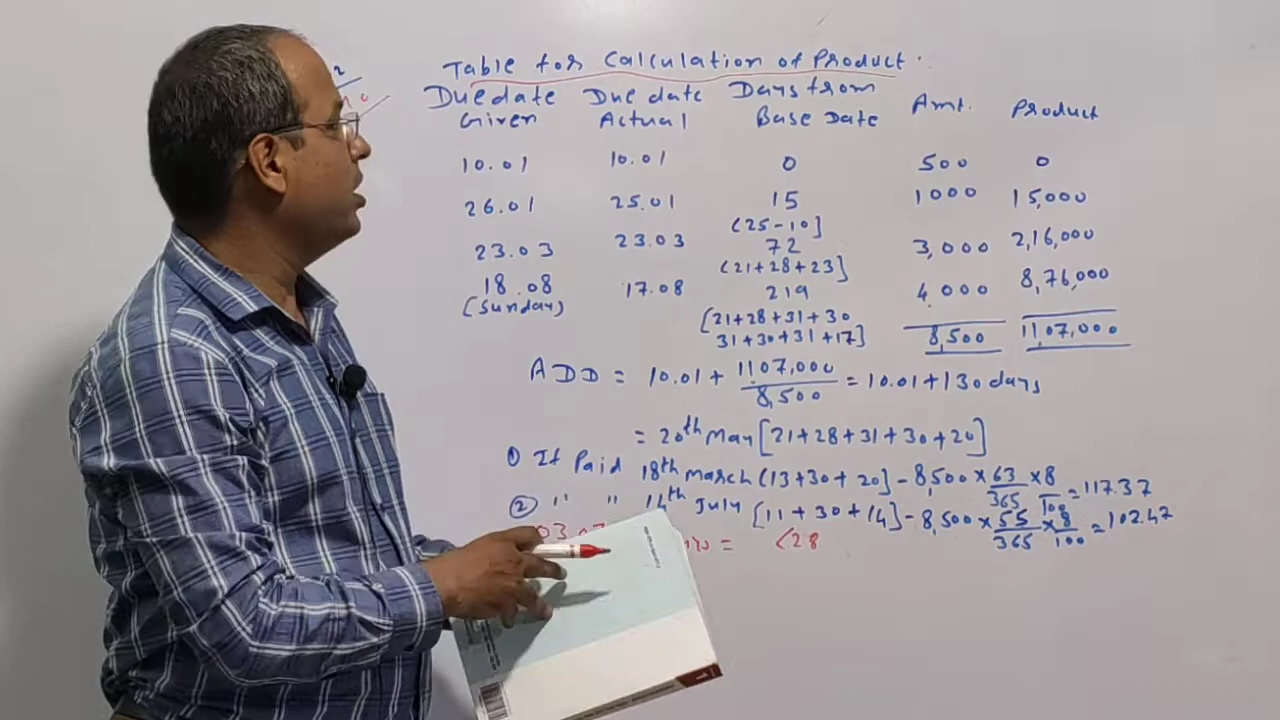 Table for Calculation of Product.
Due date Due date Days from Amt. Product
Given Actual Base Date
10.01 10.01 0 500 0
26.01 25.01 15 1000 15,000
(25-10]
23.03 23.03 72 3,000 2,16,000
(21+28+23]
18.08 17.08 219 4000 8,76,000
(Sunday)
[21+28+31+30
31+30+31+17] 8,500 1107,000
ADD = 10.01 + 1107,000 / 8,500 = 10.01+130 days
= 20th May [21+28+31+30+20]
① If Paid 18th March (13+30+20] - 8,500 × 63/365 × 8/100 = 117.37
② " " 14th July [11+30+14] - 8,500 × 55/365 × 8/100 = 102.47
03.07 = (28